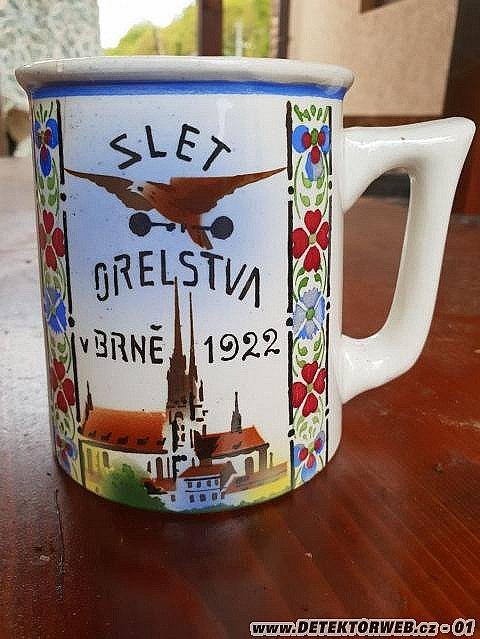 SLET
ORELSTVA
v BRNĚ 1922
www.DETEKTORWEB.cz - 01